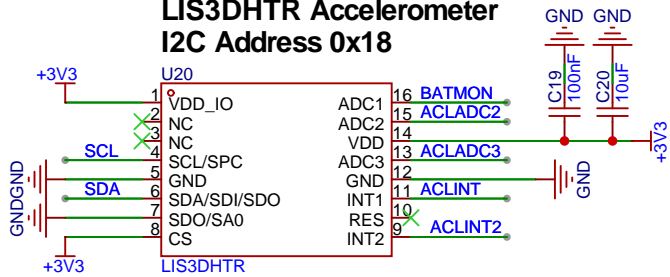 LIS3DHTR Accelerometer
I2C Address 0x18
GND GND
C19 100nF C20 10uF
+3V3
U20
1 VDD_IO ADC1 16 BATMON
2 NC ADC2 15 ACLADC2
3 NC VDD 14 +3V3
SCL 4 SCL/SPC ADC3 13 ACLADC3
GND 5 GND GND 12 GND
SDA 6 SDA/SDI/SDO INT1 11 ACLINT
GND 7 SDO/SA0 RES 10
8 CS INT2 9 ACLINT2
+3V3 LIS3DHTR